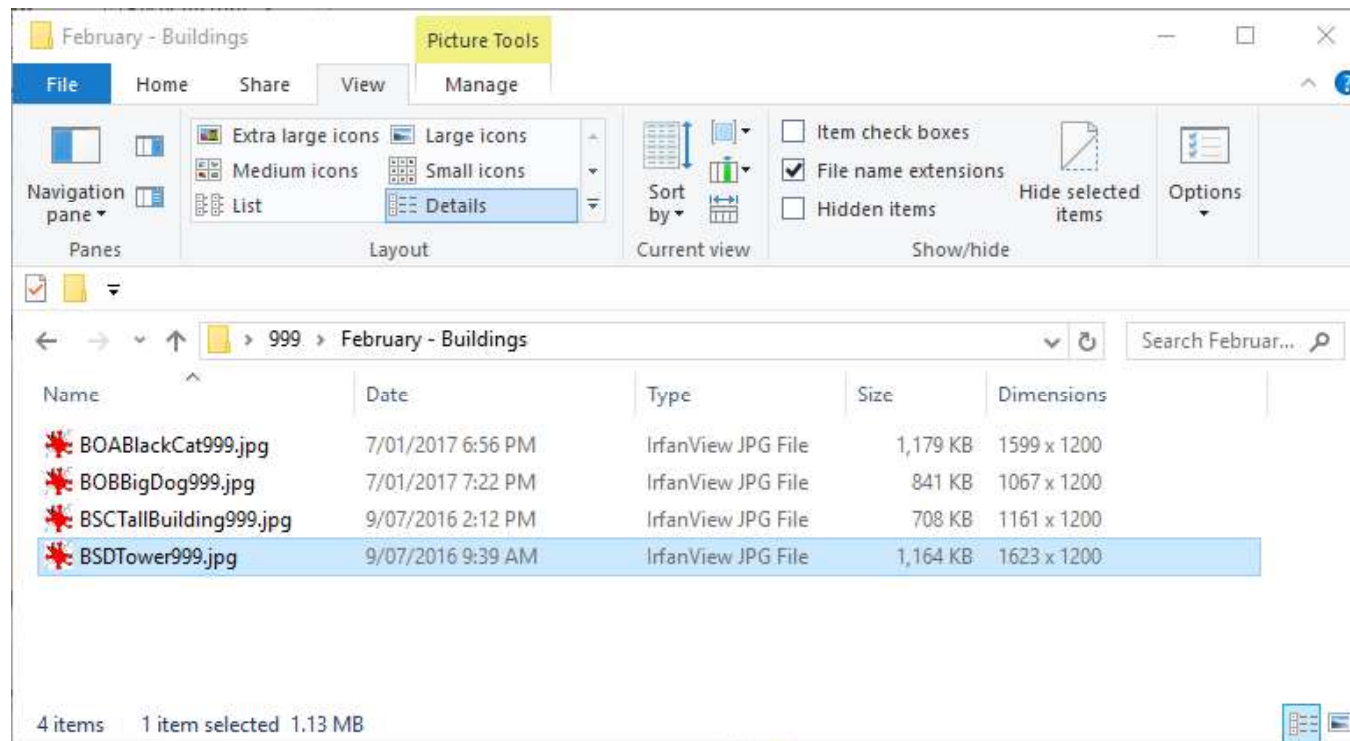 February - Buildings
Picture Tools
File Home Share View Manage
Extra large icons Large icons
Medium icons Small icons
List Details
Navigation
pane
Sort
by
Item check boxes
File name extensions
Hidden items
Hide selected
items
Options
Panes Layout Current view Show/hide
999 February - Buildings
Search Februar...
Name Date Type Size Dimensions
BOABlackCat999.jpg 7/01/2017 6:56 PM IrfanView JPG File 1,179 KB 1599 x 1200
BOBBigDog999.jpg 7/01/2017 7:22 PM IrfanView JPG File 841 KB 1067 x 1200
BSCTallBuilding999.jpg 9/07/2016 2:12 PM IrfanView JPG File 708 KB 1161 x 1200
BSDTower999.jpg 9/07/2016 9:39 AM IrfanView JPG File 1,164 KB 1623 x 1200
4 items 1 item selected 1.13 MB